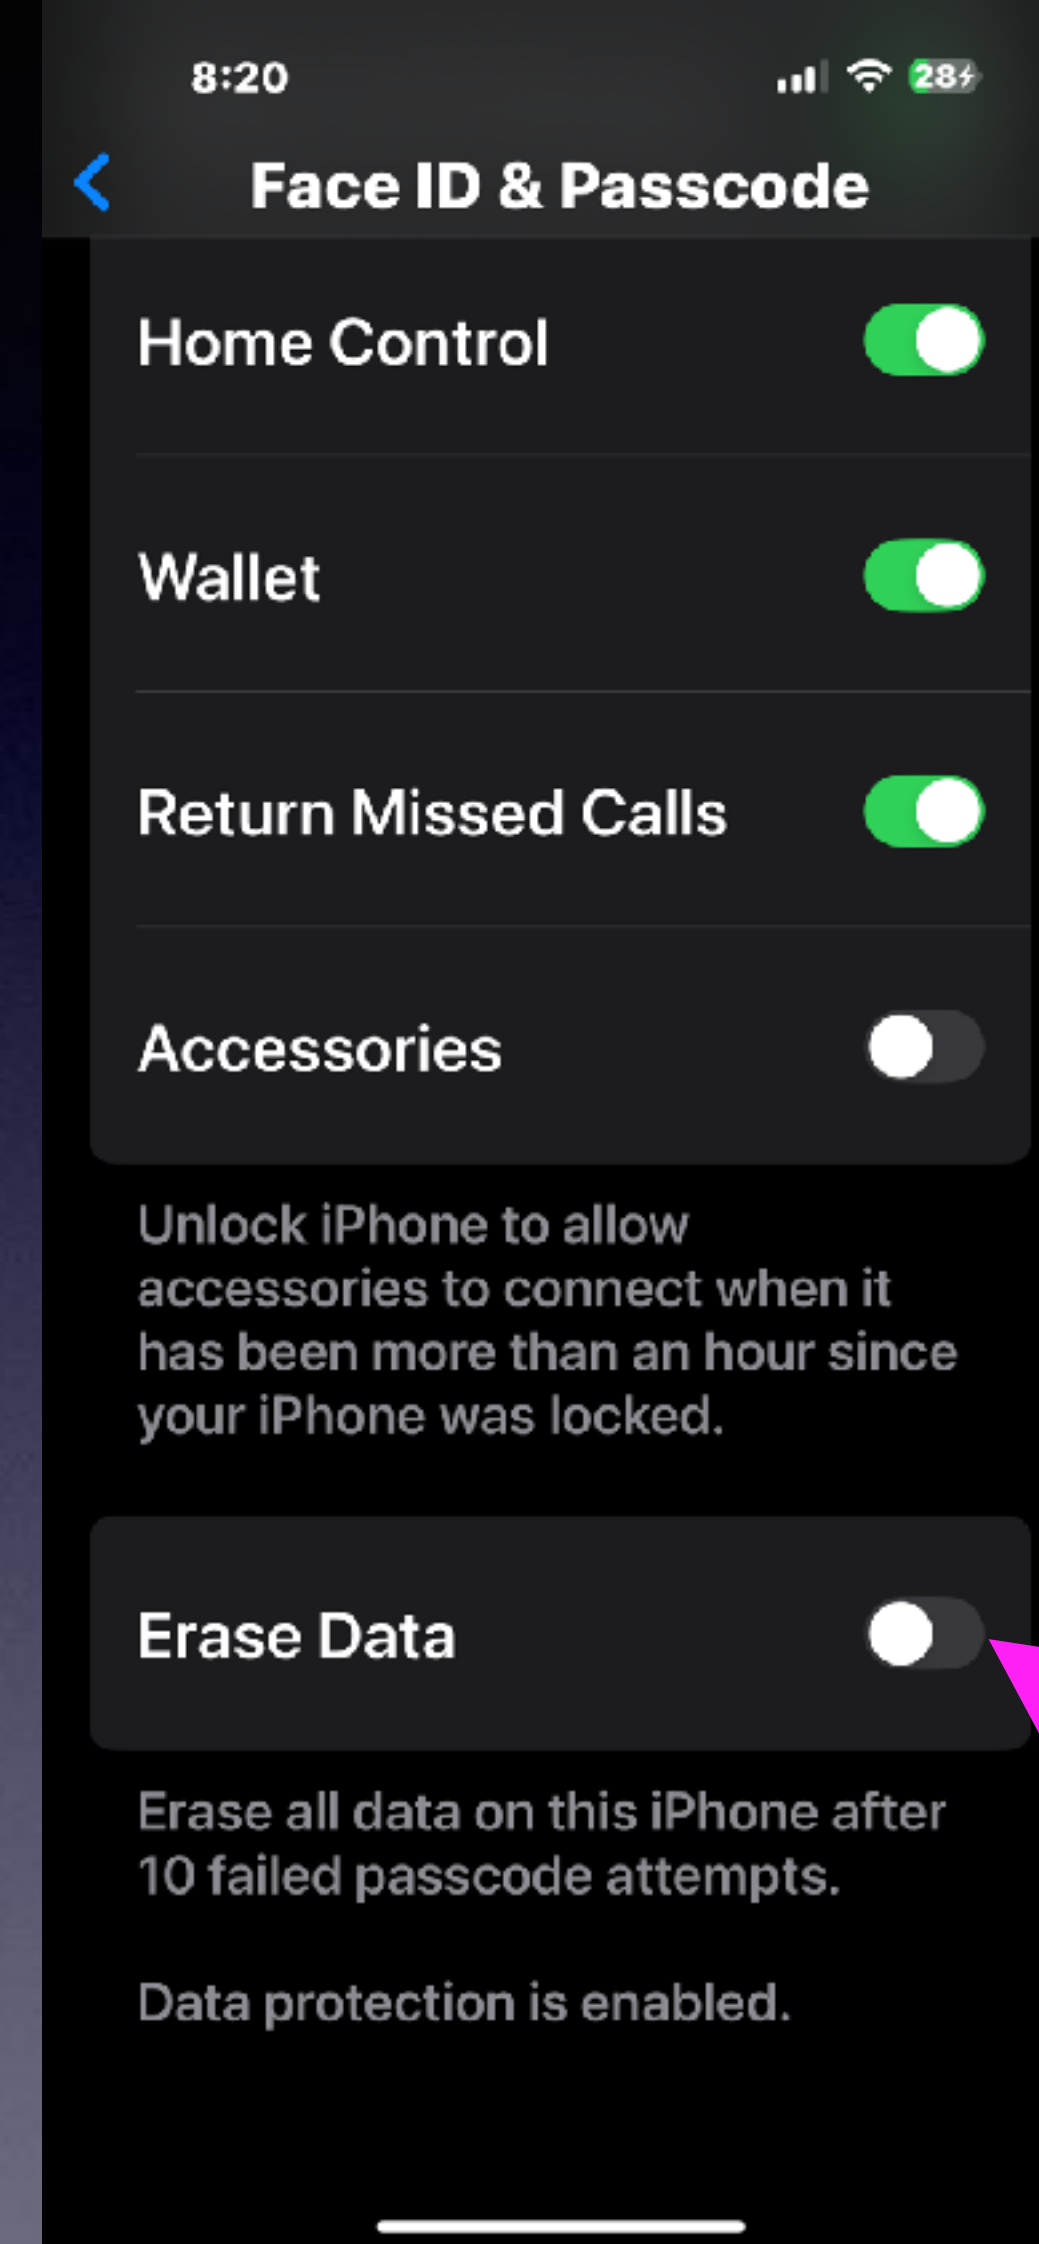 8:20 28
Face ID & Passcode
Home Control
Wallet
Return Missed Calls
Accessories
Unlock iPhone to allow
accessories to connect when it
has been more than an hour since
your iPhone was locked.
Erase Data
Erase all data on this iPhone after
10 failed passcode attempts.
Data protection is enabled.